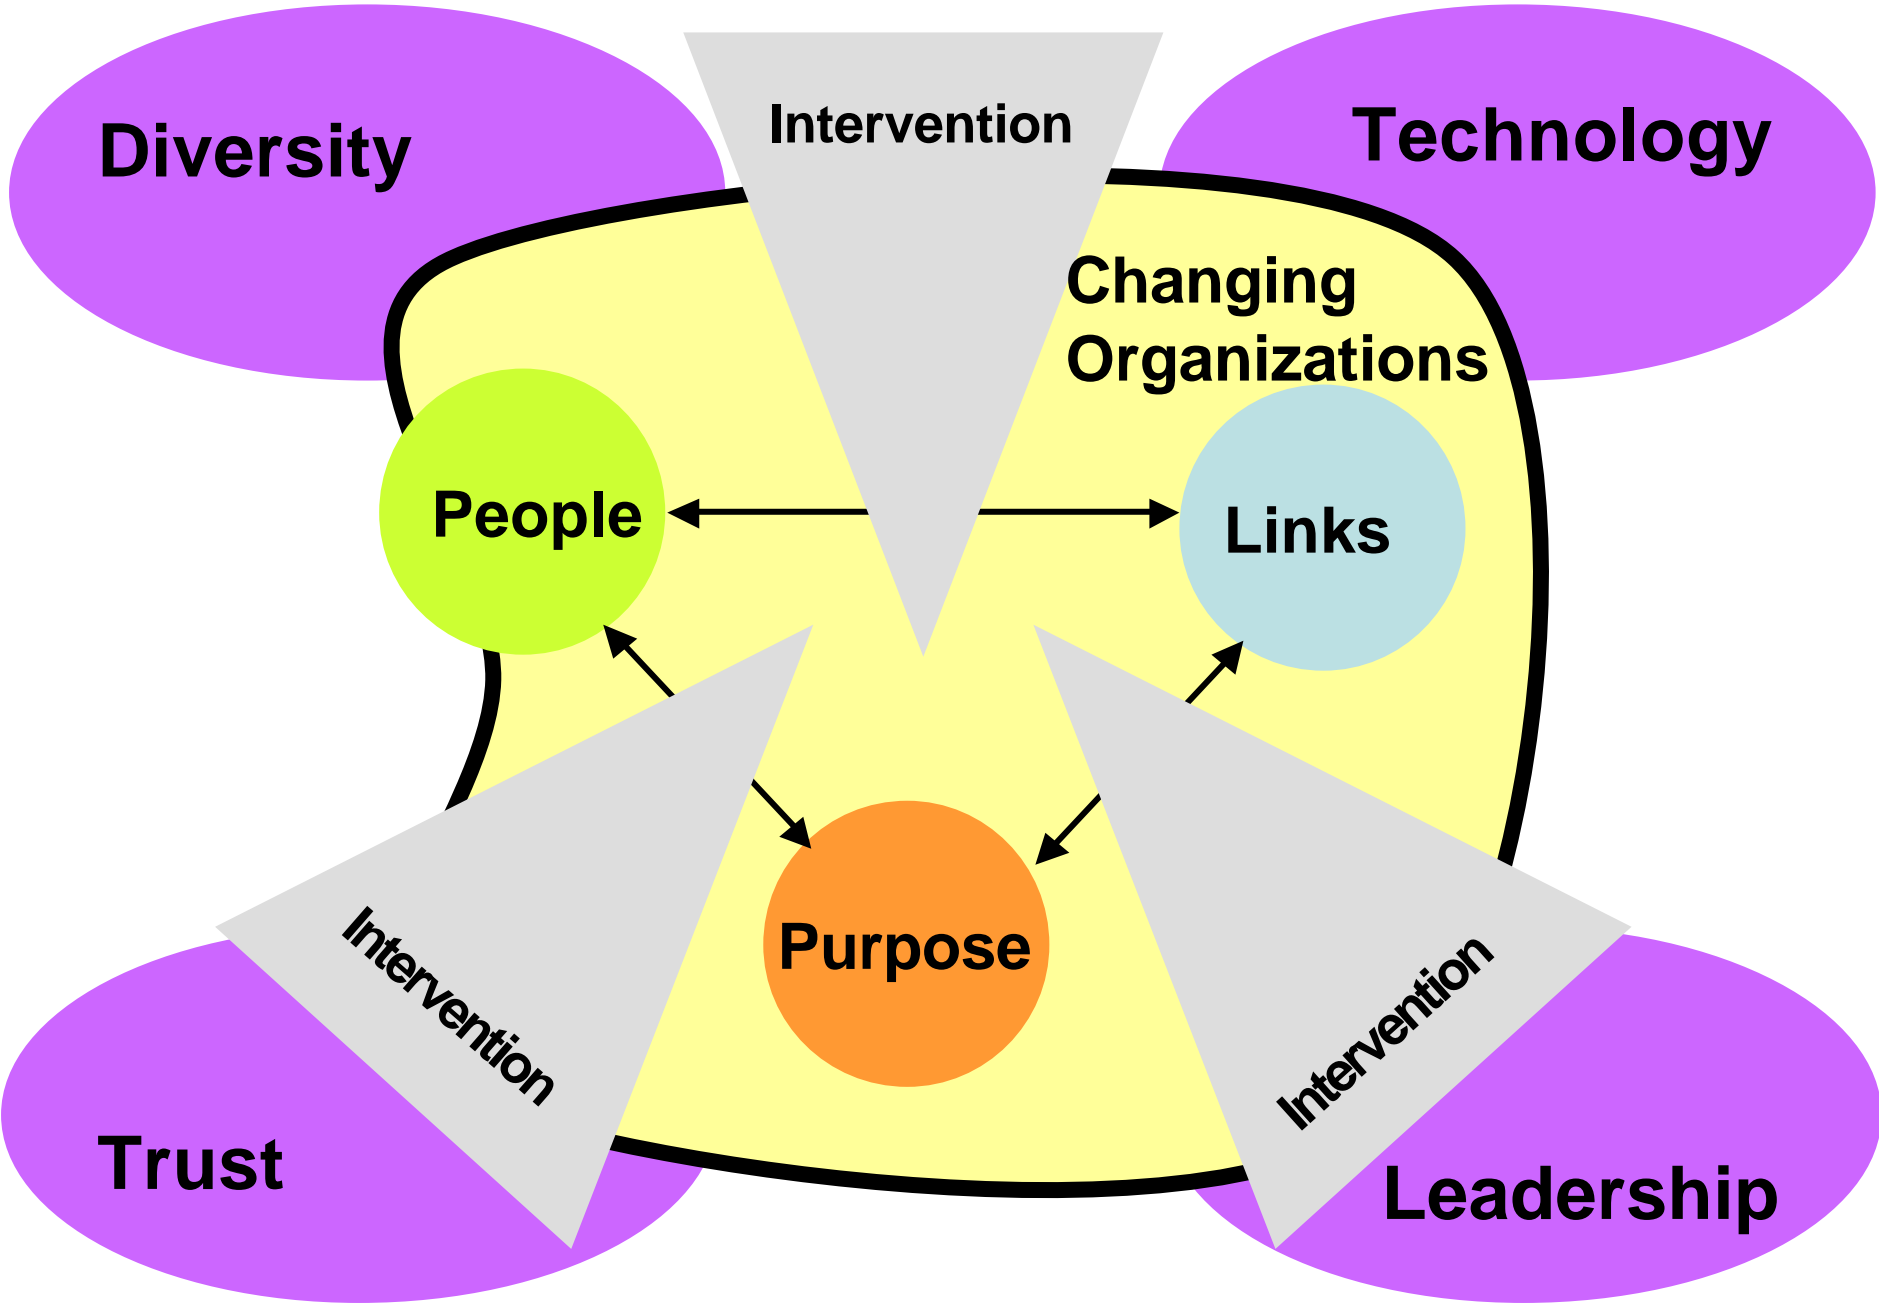 Diversity
Intervention
Technology
Changing
Organizations
People
Links
Purpose
Intervention
Intervention
Trust
Leadership